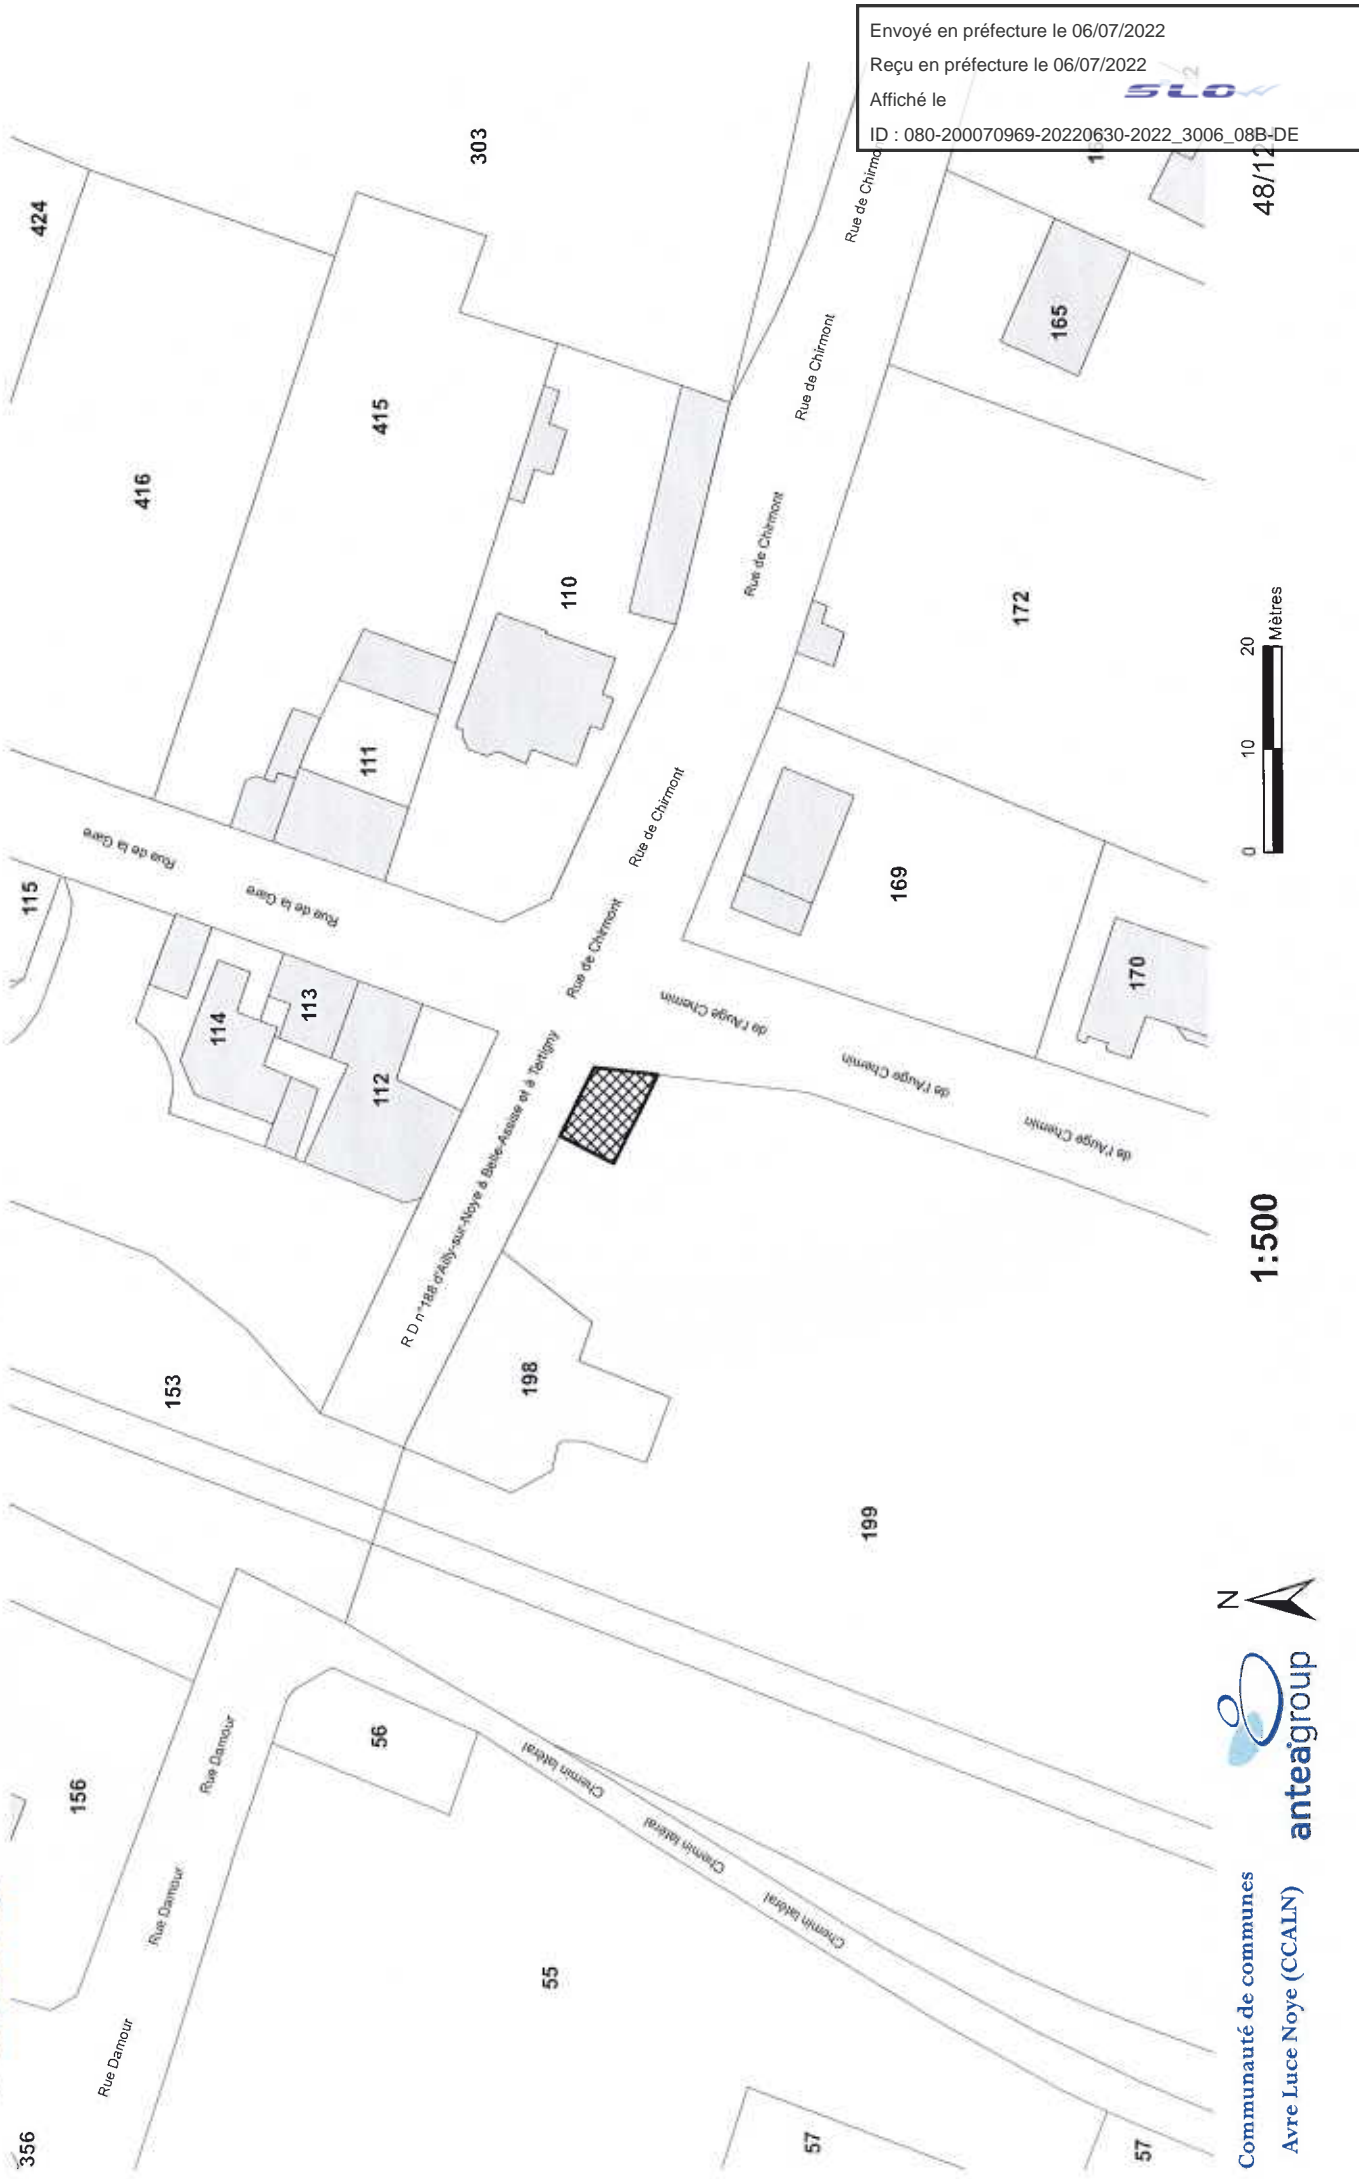 Envoyé en préfecture le 06/07/2022
Reçu en préfecture le 06/07/2022
Affiché le
SLO
ID : 080-200070969-20220630-2022_3006_08B-DE
48/12
424
303
416
415
165
110
172
111
169
170
115
114
113
112
153
198
199
156
56
55
57
57
356
Rue de Chirmont
Rue de Chirmont
Rue de Chirmont
Rue de Chirmont
Rue de Chirmont
Rue de la Gare
Rue de la Gare
R D n°188 d'Ailly-sur-Noye à Belle-Assise et à Tartigny
de l'Auge Chemin
de l'Auge Chemin
de l'Auge Chemin
Rue Damour
Rue Damour
Rue Damour
Chemin latéral
Chemin latéral
Chemin latéral
0 10 20
Mètres
1:500
N
anteagroup
Communauté de communes
Avre Luce Noye (CCALN)